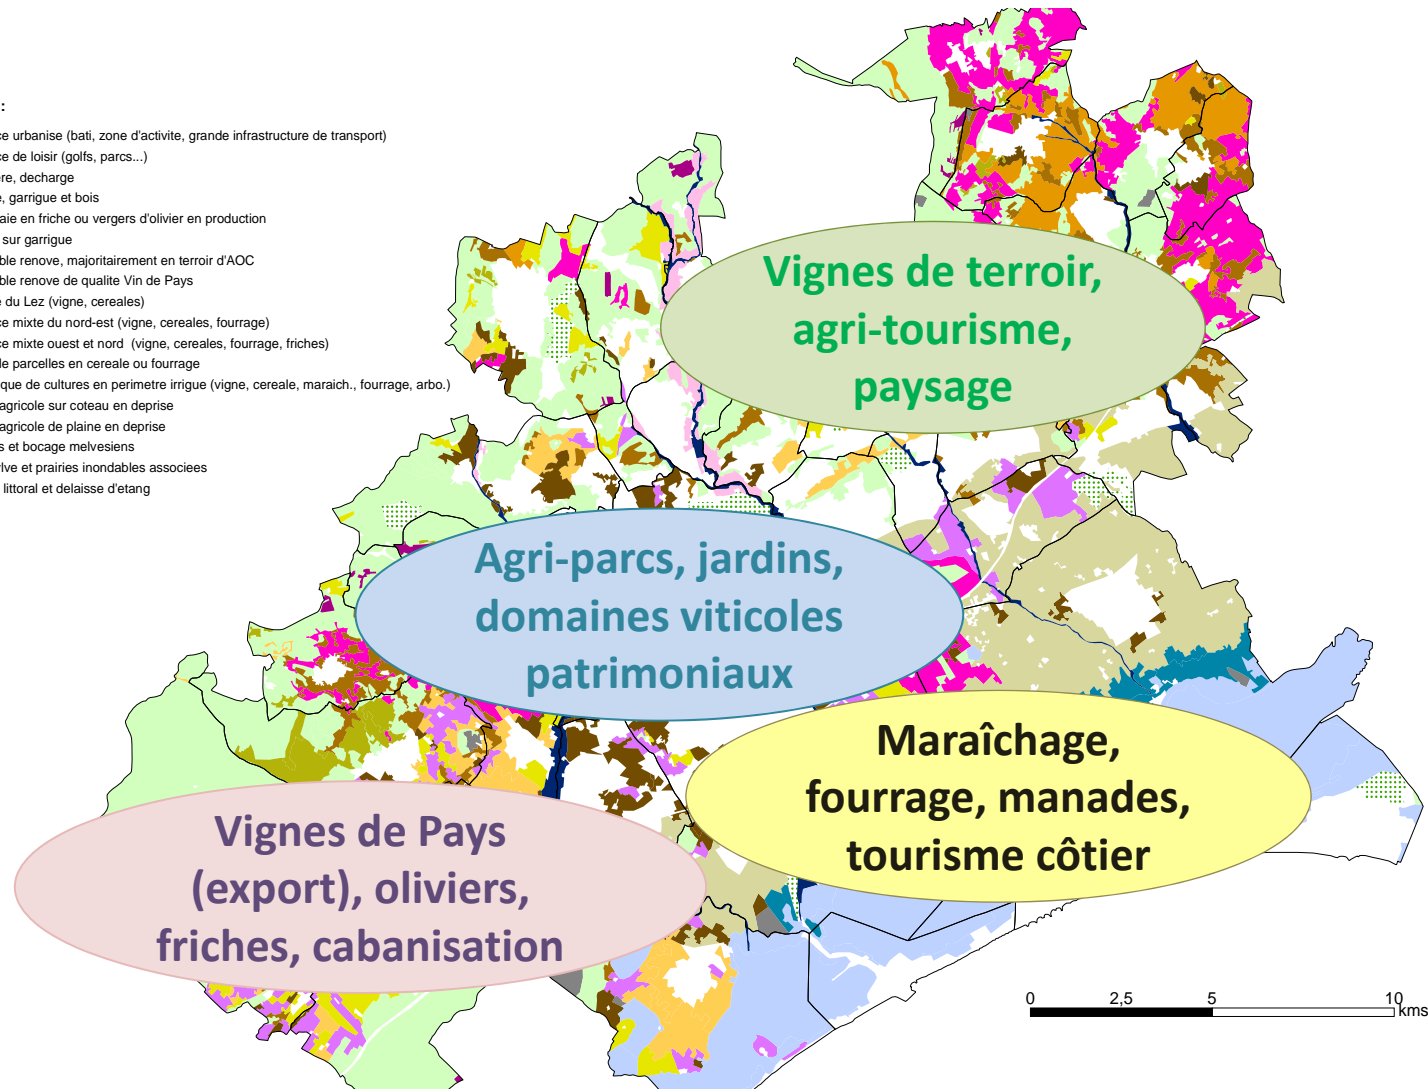 :
ce urbanise (bati, zone d'activite, grande infrastructure de transport)
ce de loisir (golfs, parcs...)
ere, decharge
e, garrigue et bois
aie en friche ou vergers d'olivier en production
sur garrigue
ble renove, majoritairement en terroir d'AOC
ble renove de qualite Vin de Pays
e du Lez (vigne, cereales)
ce mixte du nord-est (vigne, cereales, fourrage)
ce mixte ouest et nord (vigne, cereales, fourrage, friches)
de parcelles en cereale ou fourrage
que de cultures en perimetre irrigue (vigne, cereale, maraich., fourrage, arbo.)
agricole sur coteau en deprise
agricole de plaine en deprise
s et bocage melvesiens
ylve et prairies inondables associees
littoral et delaisse d'etang
Vignes de terroir,
agri-tourisme,
paysage
Agri-parcs, jardins,
domaines viticoles
patrimoniaux
Maraîchage,
fourrage, manades,
tourisme côtier
Vignes de Pays
(export), oliviers,
friches, cabanisation
0 2,5 5 10
kms